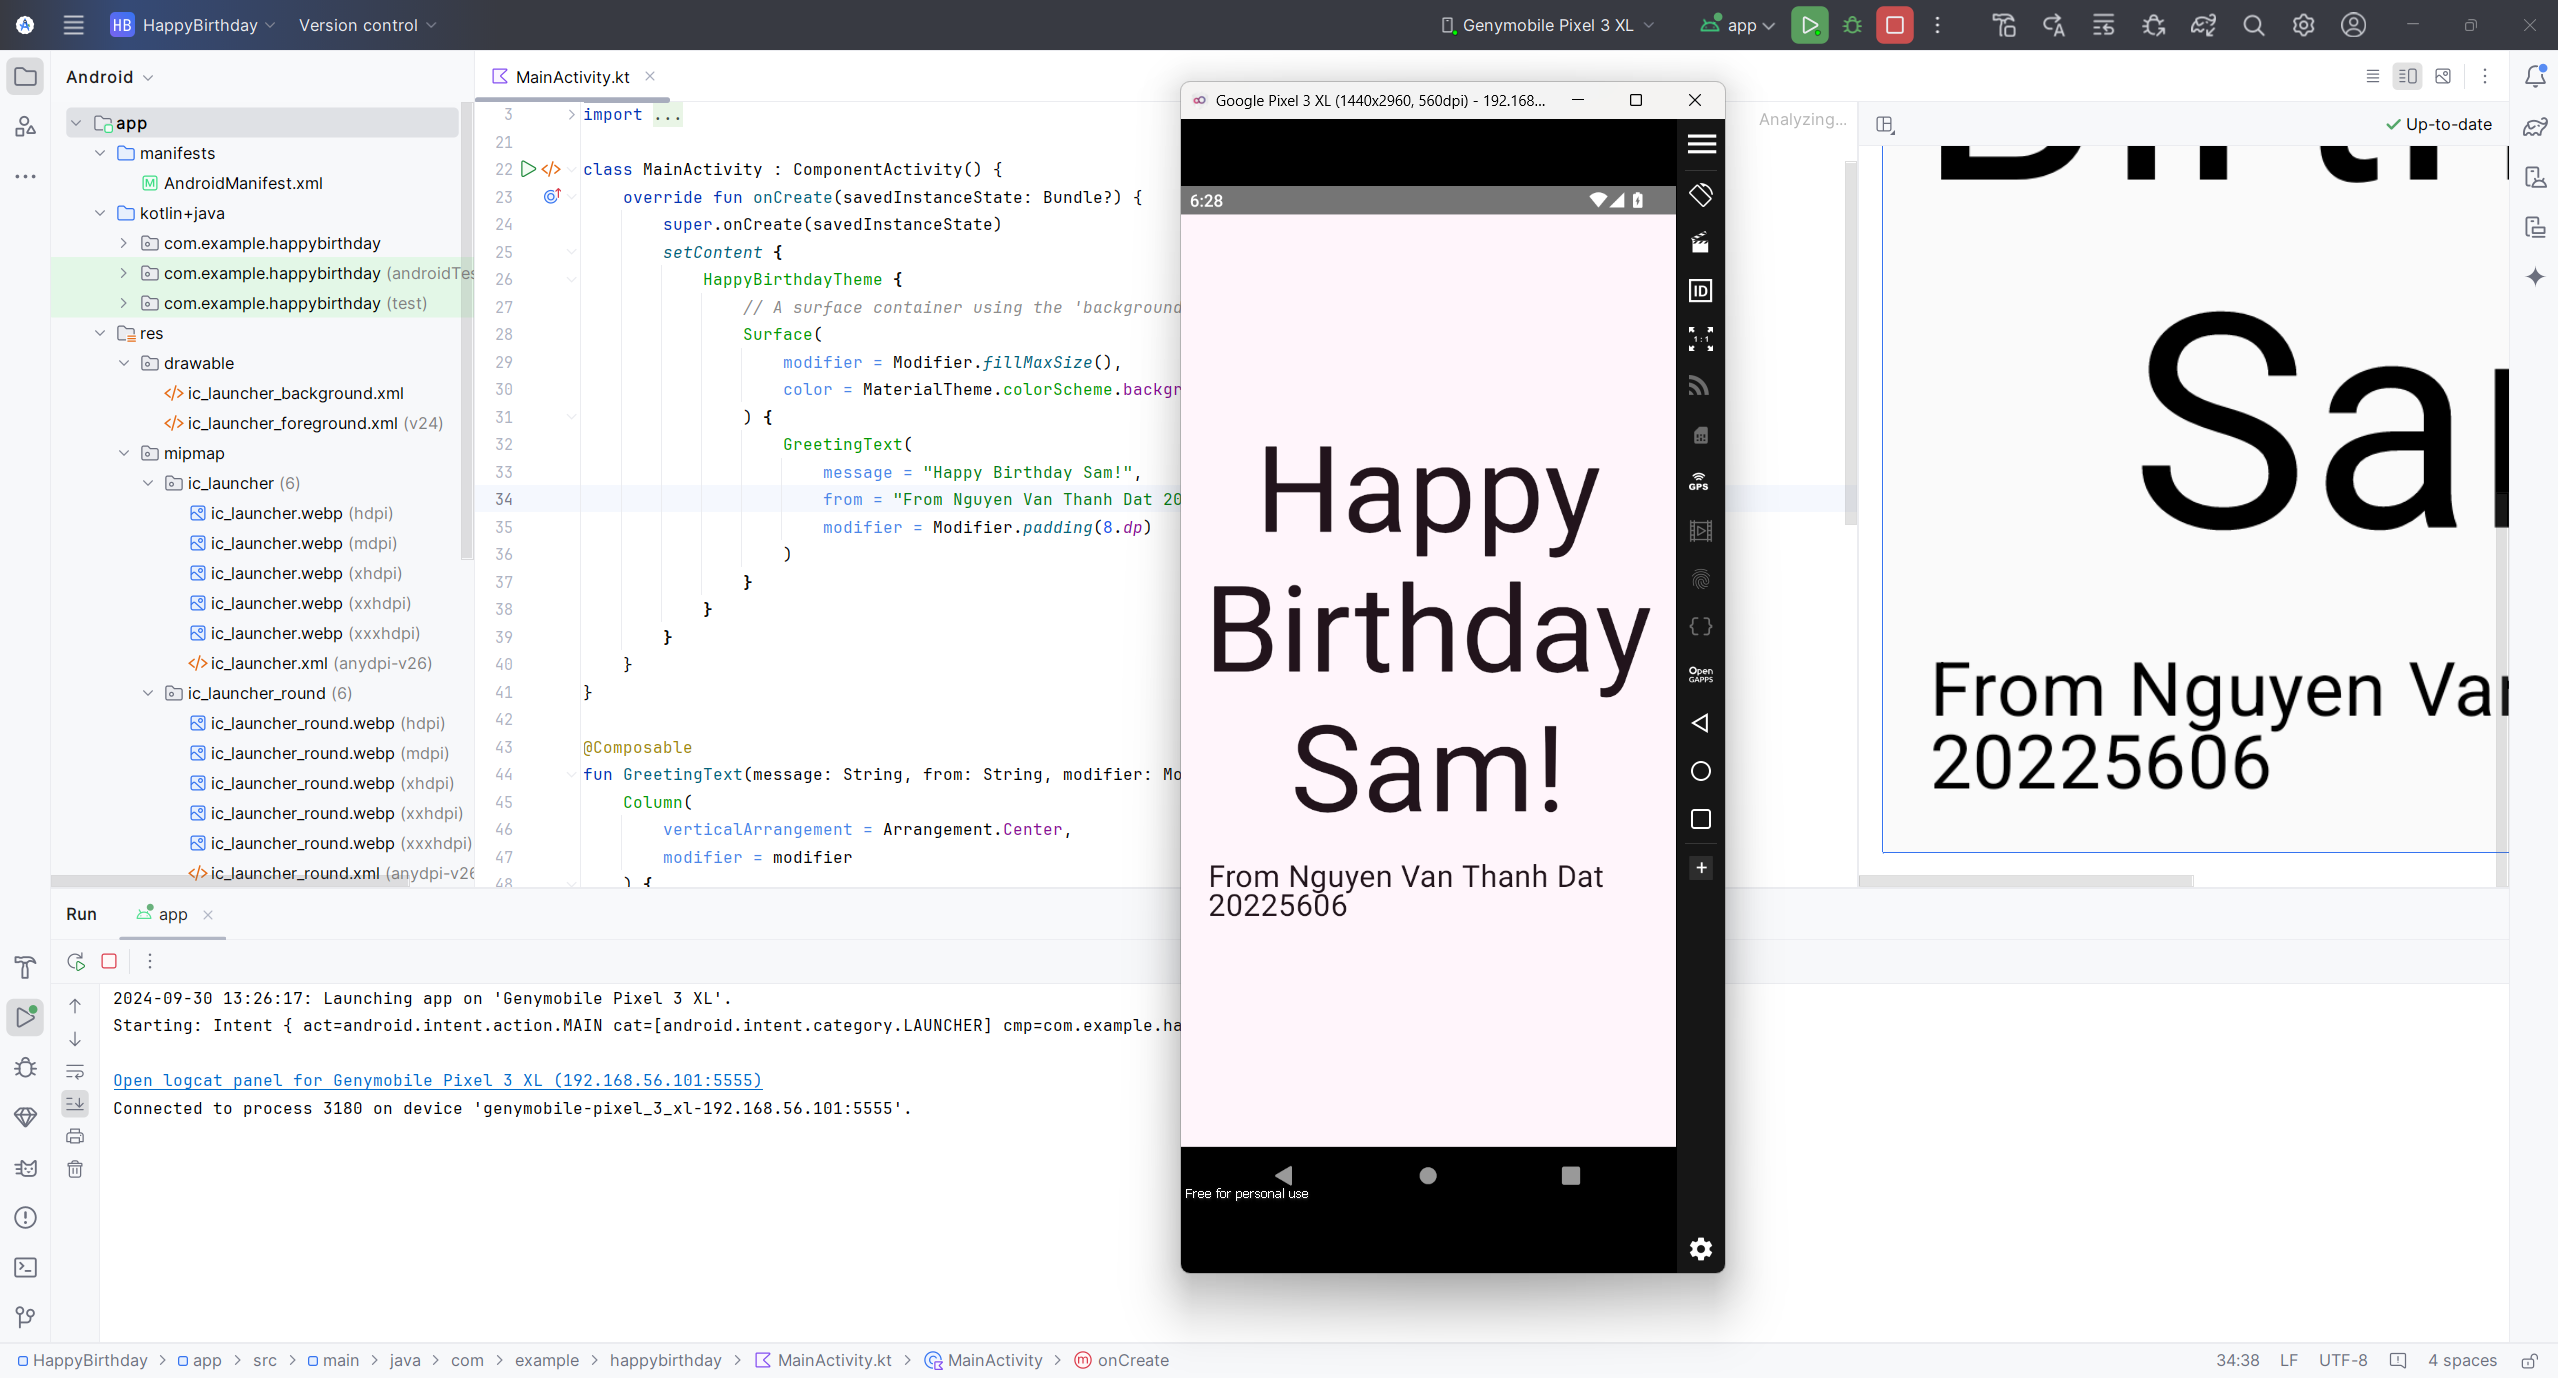 HB HappyBirthday Version control Genymobile Pixel 3 XL app
Android
app
manifests
AndroidManifest.xml
kotlin+java
com.example.happybirthday
com.example.happybirthday (androidTes
com.example.happybirthday (test)
res
drawable
ic_launcher_background.xml
ic_launcher_foreground.xml (v24)
mipmap
ic_launcher (6)
ic_launcher.webp (hdpi)
ic_launcher.webp (mdpi)
ic_launcher.webp (xhdpi)
ic_launcher.webp (xxhdpi)
ic_launcher.webp (xxxhdpi)
ic_launcher.xml (anydpi-v26)
ic_launcher_round (6)
ic_launcher_round.webp (hdpi)
ic_launcher_round.webp (mdpi)
ic_launcher_round.webp (xhdpi)
ic_launcher_round.webp (xxhdpi)
ic_launcher_round.webp (xxxhdpi)
ic_launcher_round.xml (anydpi-v26
MainActivity.kt
3 import ...
21
22 class MainActivity : ComponentActivity() {
23 override fun onCreate(savedInstanceState: Bundle?) {
24 super.onCreate(savedInstanceState)
25 setContent {
26 HappyBirthdayTheme {
27 // A surface container using the 'background
28 Surface(
29 modifier = Modifier.fillMaxSize(),
30 color = MaterialTheme.colorScheme.backgr
31 ) {
32 GreetingText(
33 message = "Happy Birthday Sam!",
34 from = "From Nguyen Van Thanh Dat 20
35 modifier = Modifier.padding(8.dp)
36 )
37 }
38 }
39 }
40 }
41 }
42
43 @Composable
44 fun GreetingText(message: String, from: String, modifier: Mo
45 Column(
46 verticalArrangement = Arrangement.Center,
47 modifier = modifier
48 ) {
Google Pixel 3 XL (1440x2960, 560dpi) - 192.168...
6:28
Happy
Birthday
Sam!
From Nguyen Van Thanh Dat
20225606
Free for personal use
ID
1:1
GPS
Open
GAPPS
Analyzing...
Up-to-date
Birth
Sam
From Nguyen Van
20225606
Run app
2024-09-30 13:26:17: Launching app on 'Genymobile Pixel 3 XL'.
Starting: Intent { act=android.intent.action.MAIN cat=[android.intent.category.LAUNCHER] cmp=com.example.ha
Open logcat panel for Genymobile Pixel 3 XL (192.168.56.101:5555)
Connected to process 3180 on device 'genymobile-pixel_3_xl-192.168.56.101:5555'.
HappyBirthday > app > src > main > java > com > example > happybirthday > MainActivity.kt > MainActivity > onCreate
34:38 LF UTF-8 4 spaces